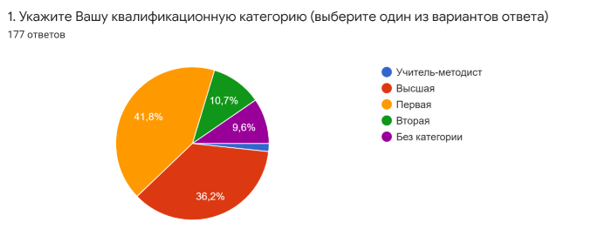 1. Укажите Вашу квалификационную категорию (выберите один из вариантов ответа)
177 ответов
Учитель-методист
Высшая
Первая
Вторая
Без категории
10,7%
41,8%
9,6%
36,2%